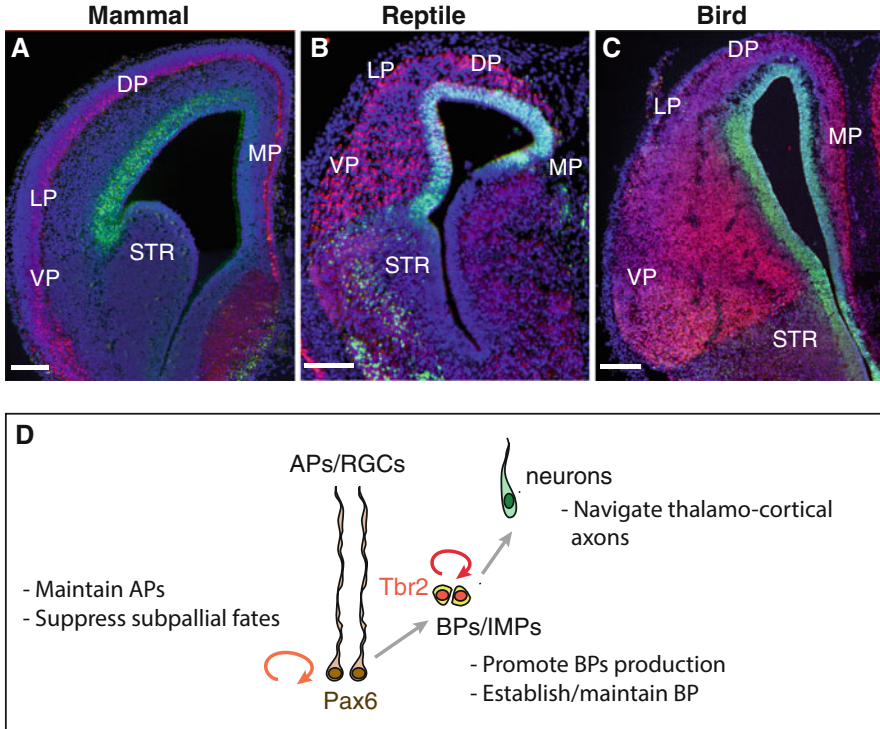 Mammal
Reptile
Bird
A
DP
LP
MP
VP
STR
B
LP
DP
VP
MP
STR
C
DP
LP
MP
VP
STR
D
APs/RGCs
neurons
- Navigate thalamo-cortical
axons
- Maintain APs
- Suppress subpallial fates
Tbr2
BPs/IMPs
- Promote BPs production
- Establish/maintain BP
Pax6